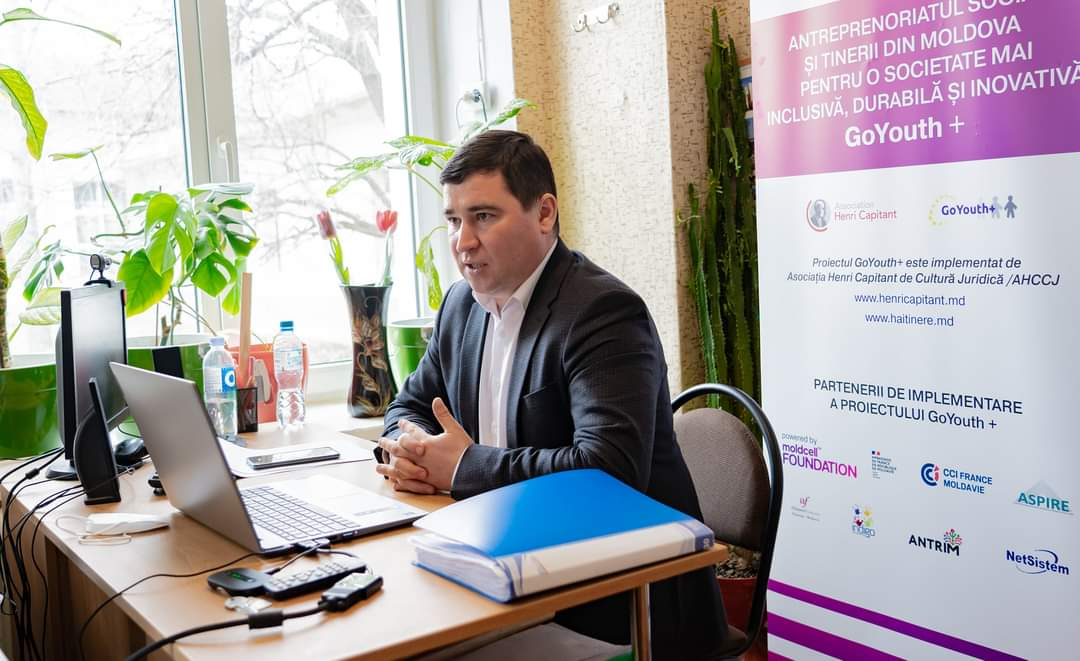 ANTREPRENORIATUL
ȘI TINERII DIN MOLDOVA
PENTRU O SOCIETATE MAI
INCLUSIVĂ, DURABILĂ ȘI INOVATIVĂ
GoYouth +
Association
Henri Capitant
GoYouth+
Proiectul GoYouth+ este implementat de
Asociația Henri Capitant de Cultură Juridică /AHCCJ
www.henricapitant.md
www.haitinere.md
PARTENERII DE IMPLEMENTARE
A PROIECTULUI GoYouth +
powered by
moldcell
FOUNDATION
CCI FRANCE
MOLDAVIE
ASPIRE
indigo
ANTRIM
NetSistem